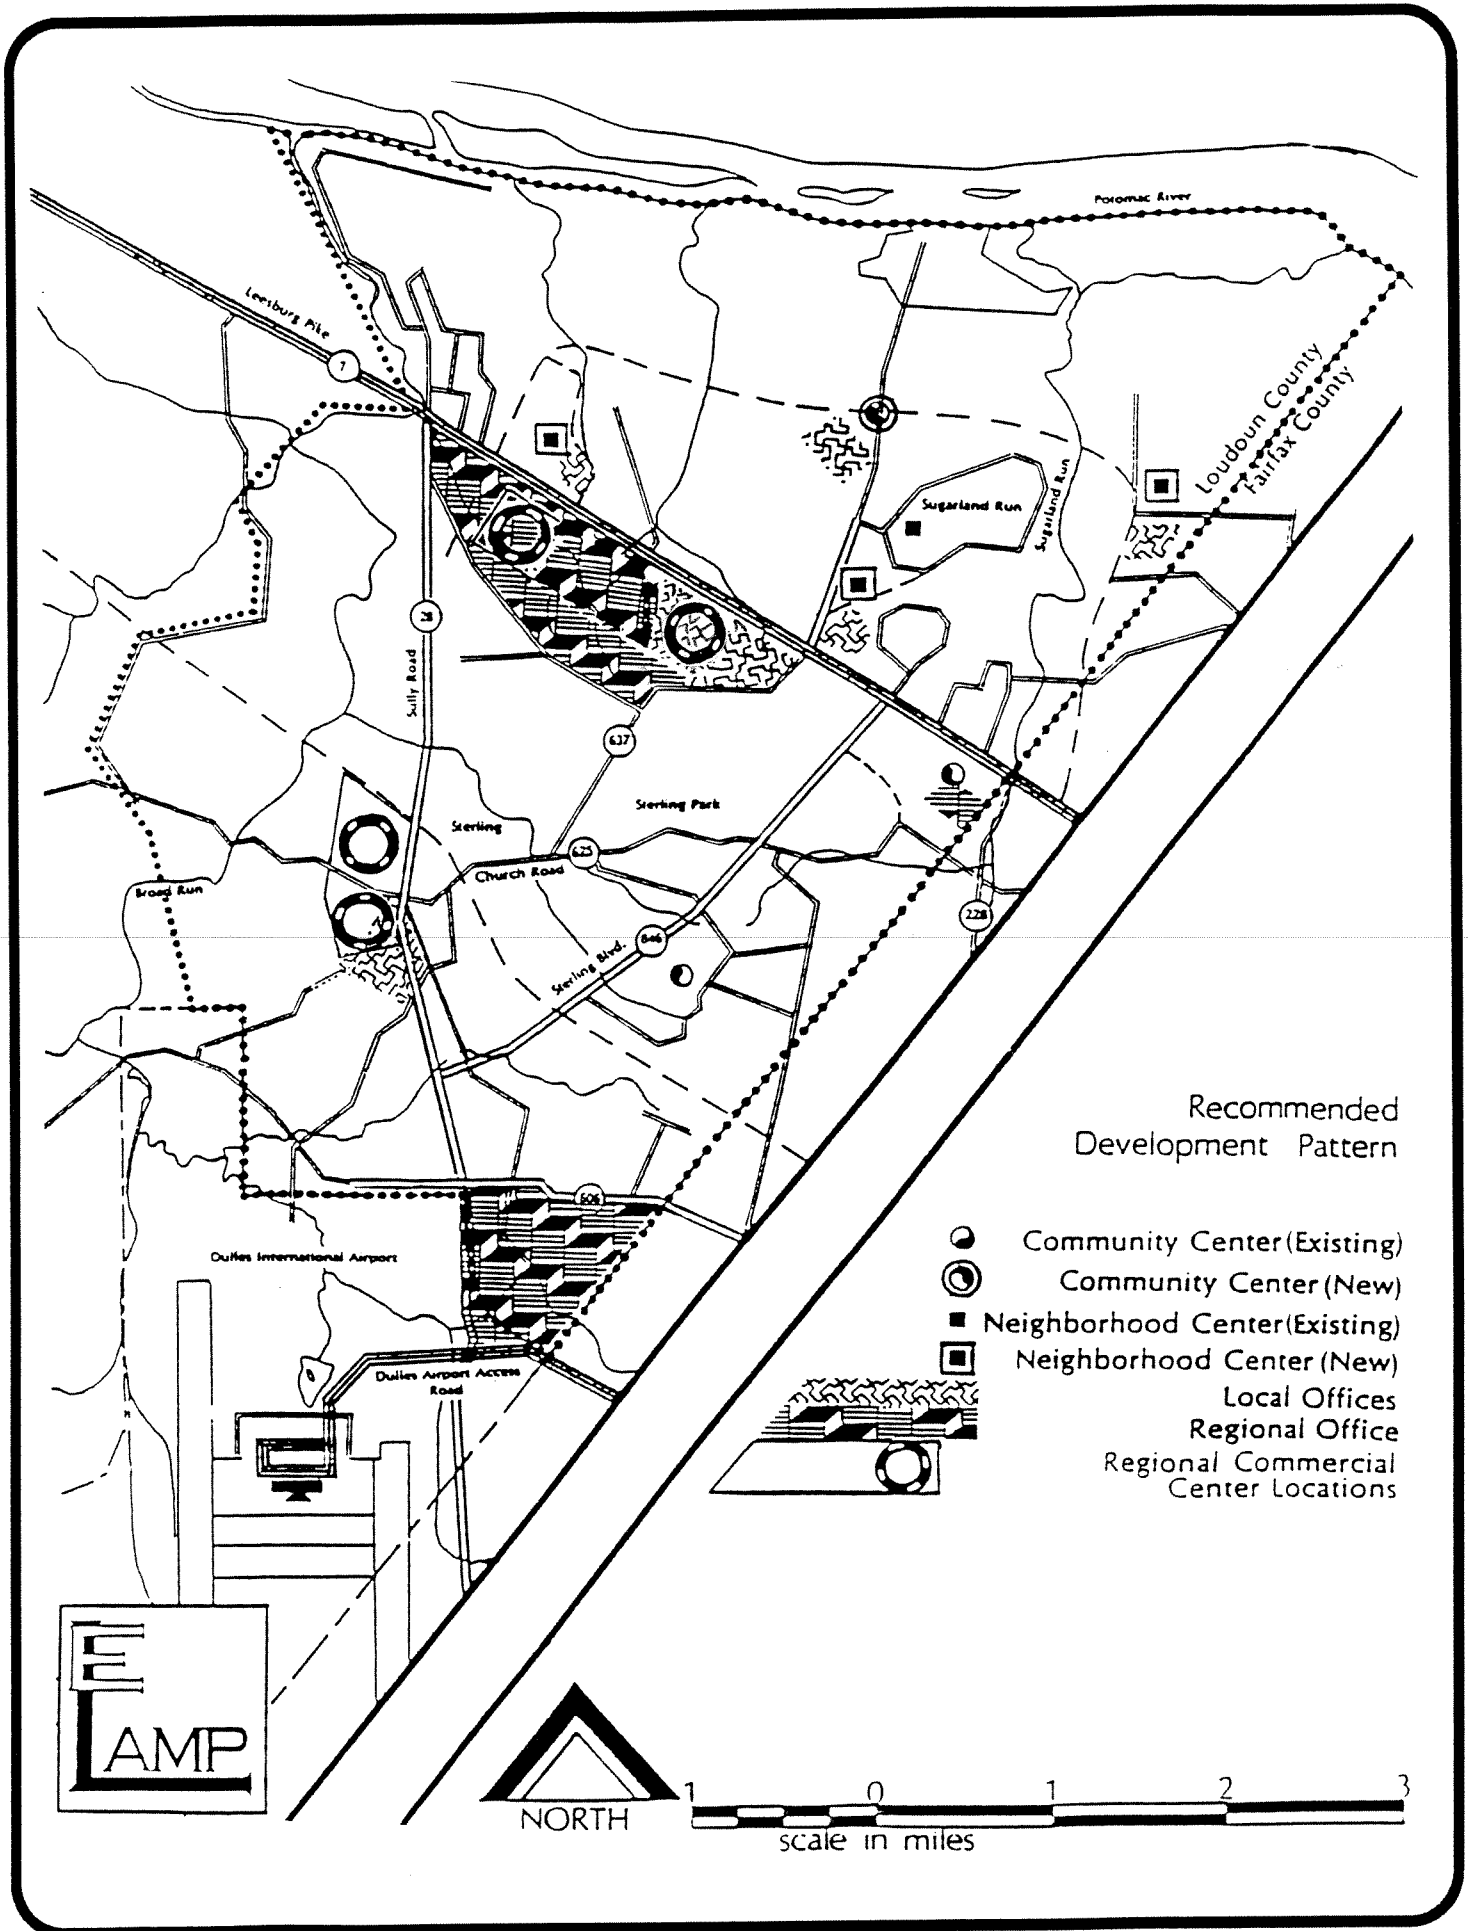 Potomac River
Leesburg Pike
7
Loudoun County
Fairfax County
Sugarland Run
Sugarland Run
28
Sully Road
637
Sterling Park
Sterling
625
Church Road
Broad Run
228
846
Sterling Blvd.
Recommended
Development Pattern
606
Dulles International Airport
Community Center (Existing)
Community Center (New)
Neighborhood Center (Existing)
Neighborhood Center (New)
Dulles Airport Access
Road
Local Offices
Regional Office
Regional Commercial
Center Locations
E
LAMP
NORTH
1 0 1 2 3
scale in miles